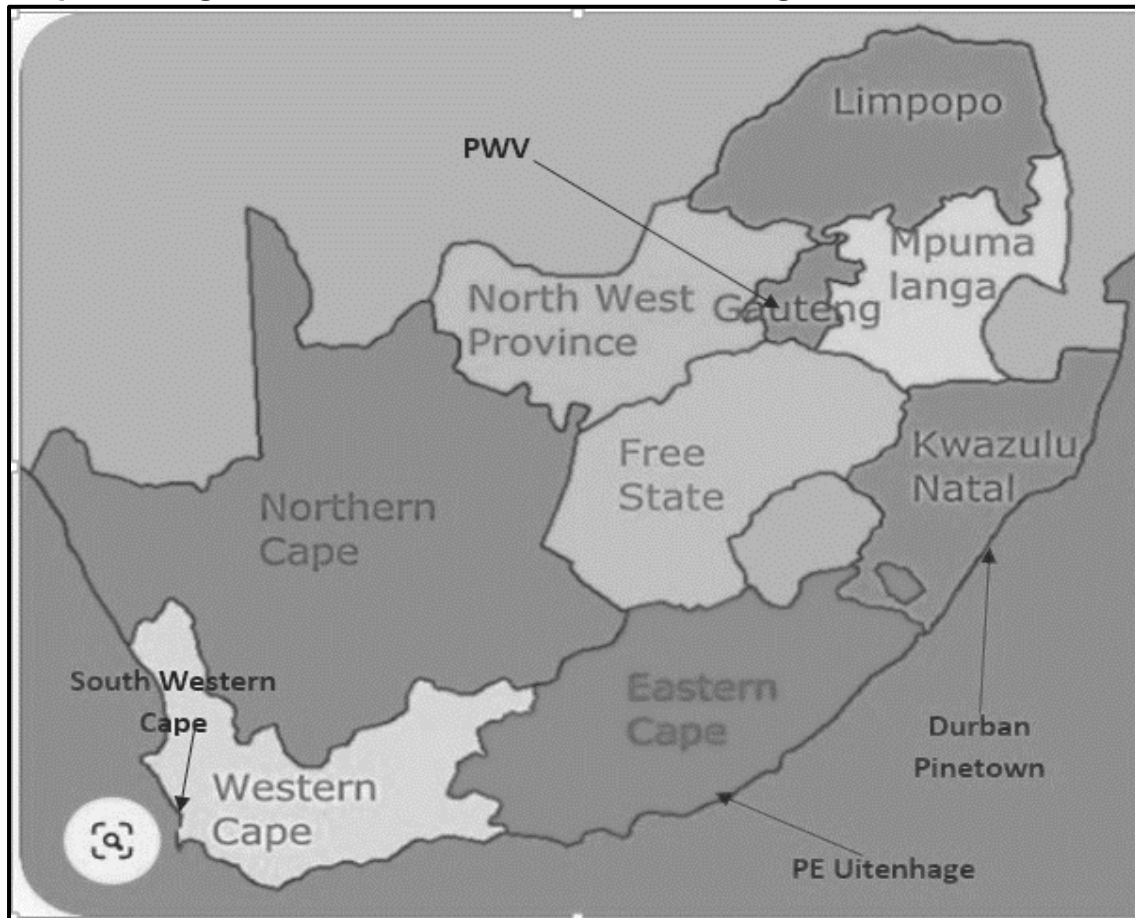 Limpopo
PWV
Mpuma
langa
North West
Province
Gauteng
Free
State
Kwazulu
Natal
Northern
Cape
South Western
Cape
Eastern
Cape
Durban
Pinetown
Western
Cape
PE Uitenhage